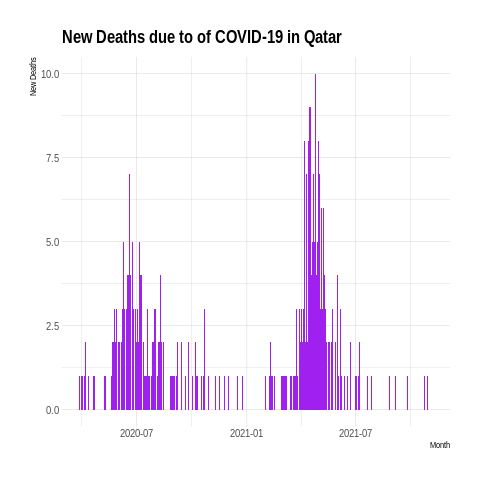 New Deaths due to of COVID-19 in Qatar
New Deaths
10.0
7.5
5.0
2.5
0.0
2020-07
2021-01
2021-07
Month